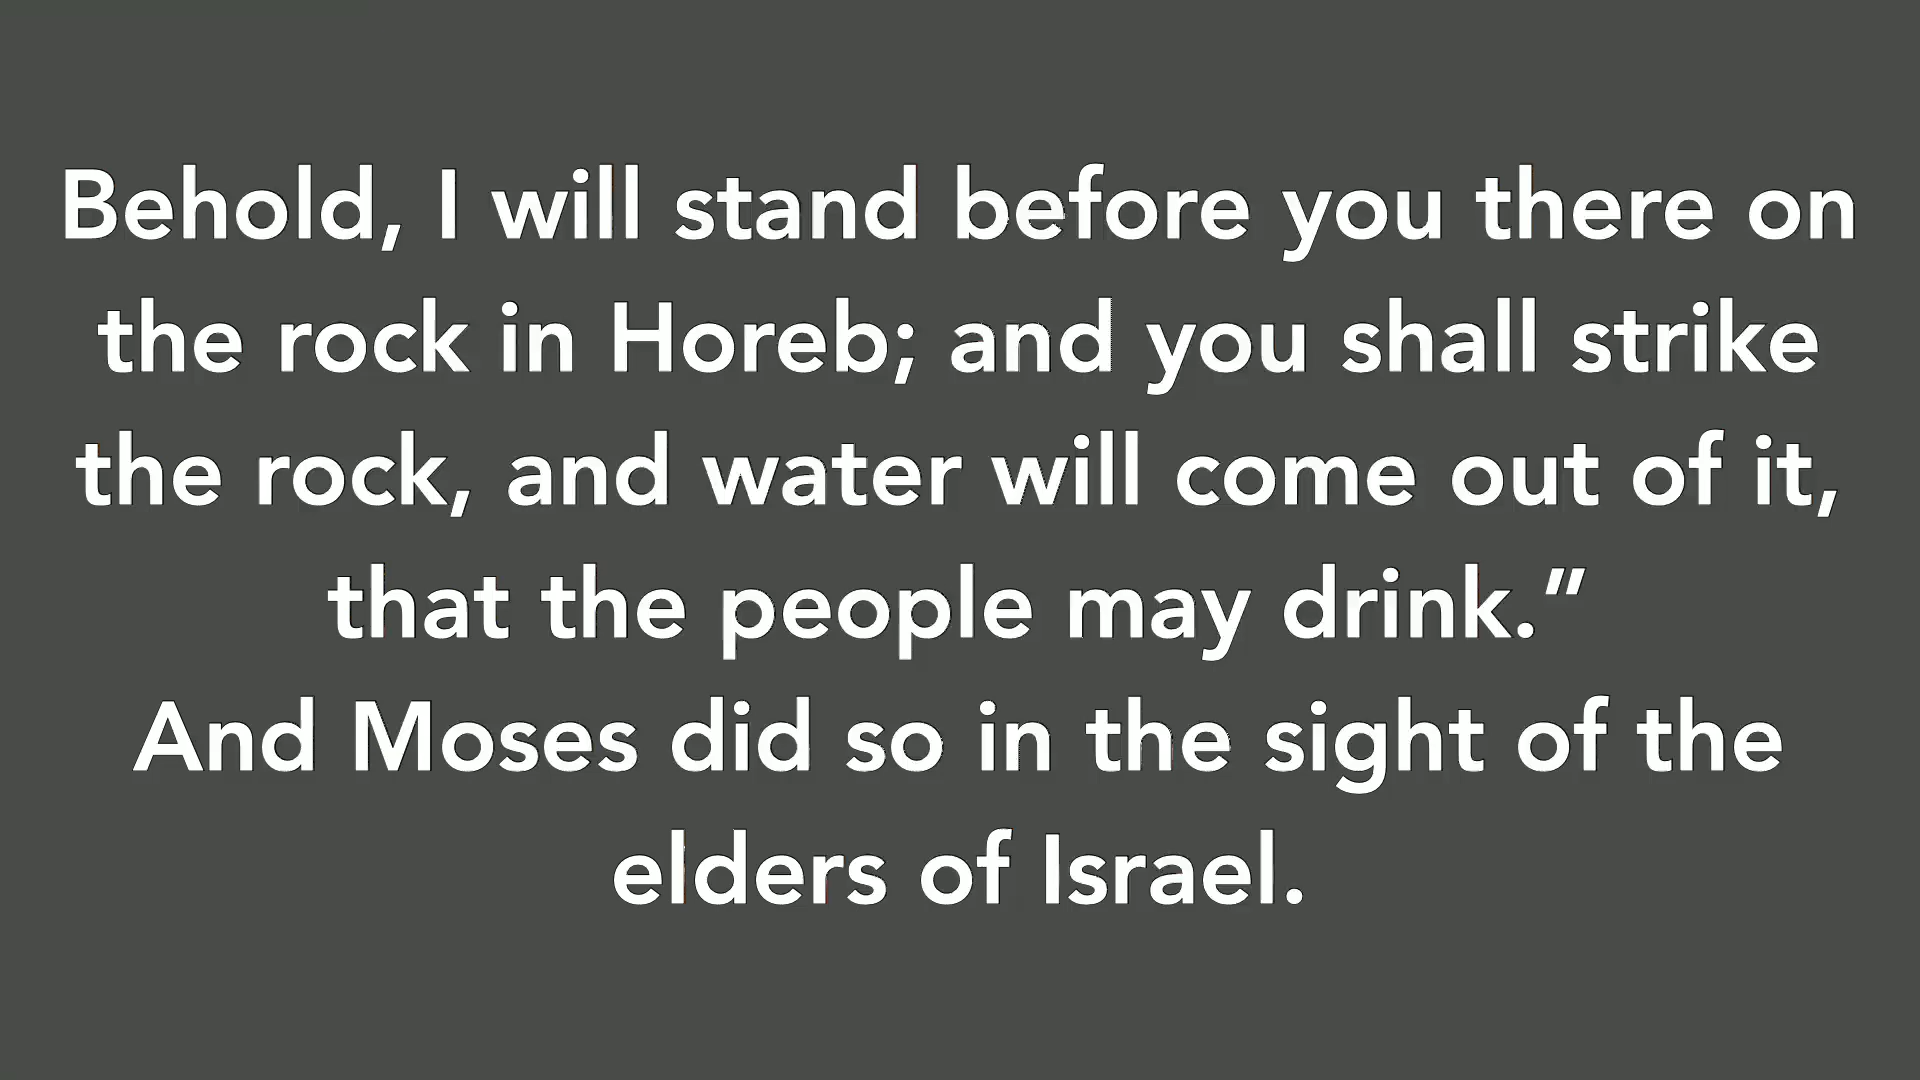 Behold, I will stand before you there on
the rock in Horeb; and you shall strike
the rock, and water will come out of it,
that the people may drink.”
And Moses did so in the sight of the
elders of Israel.